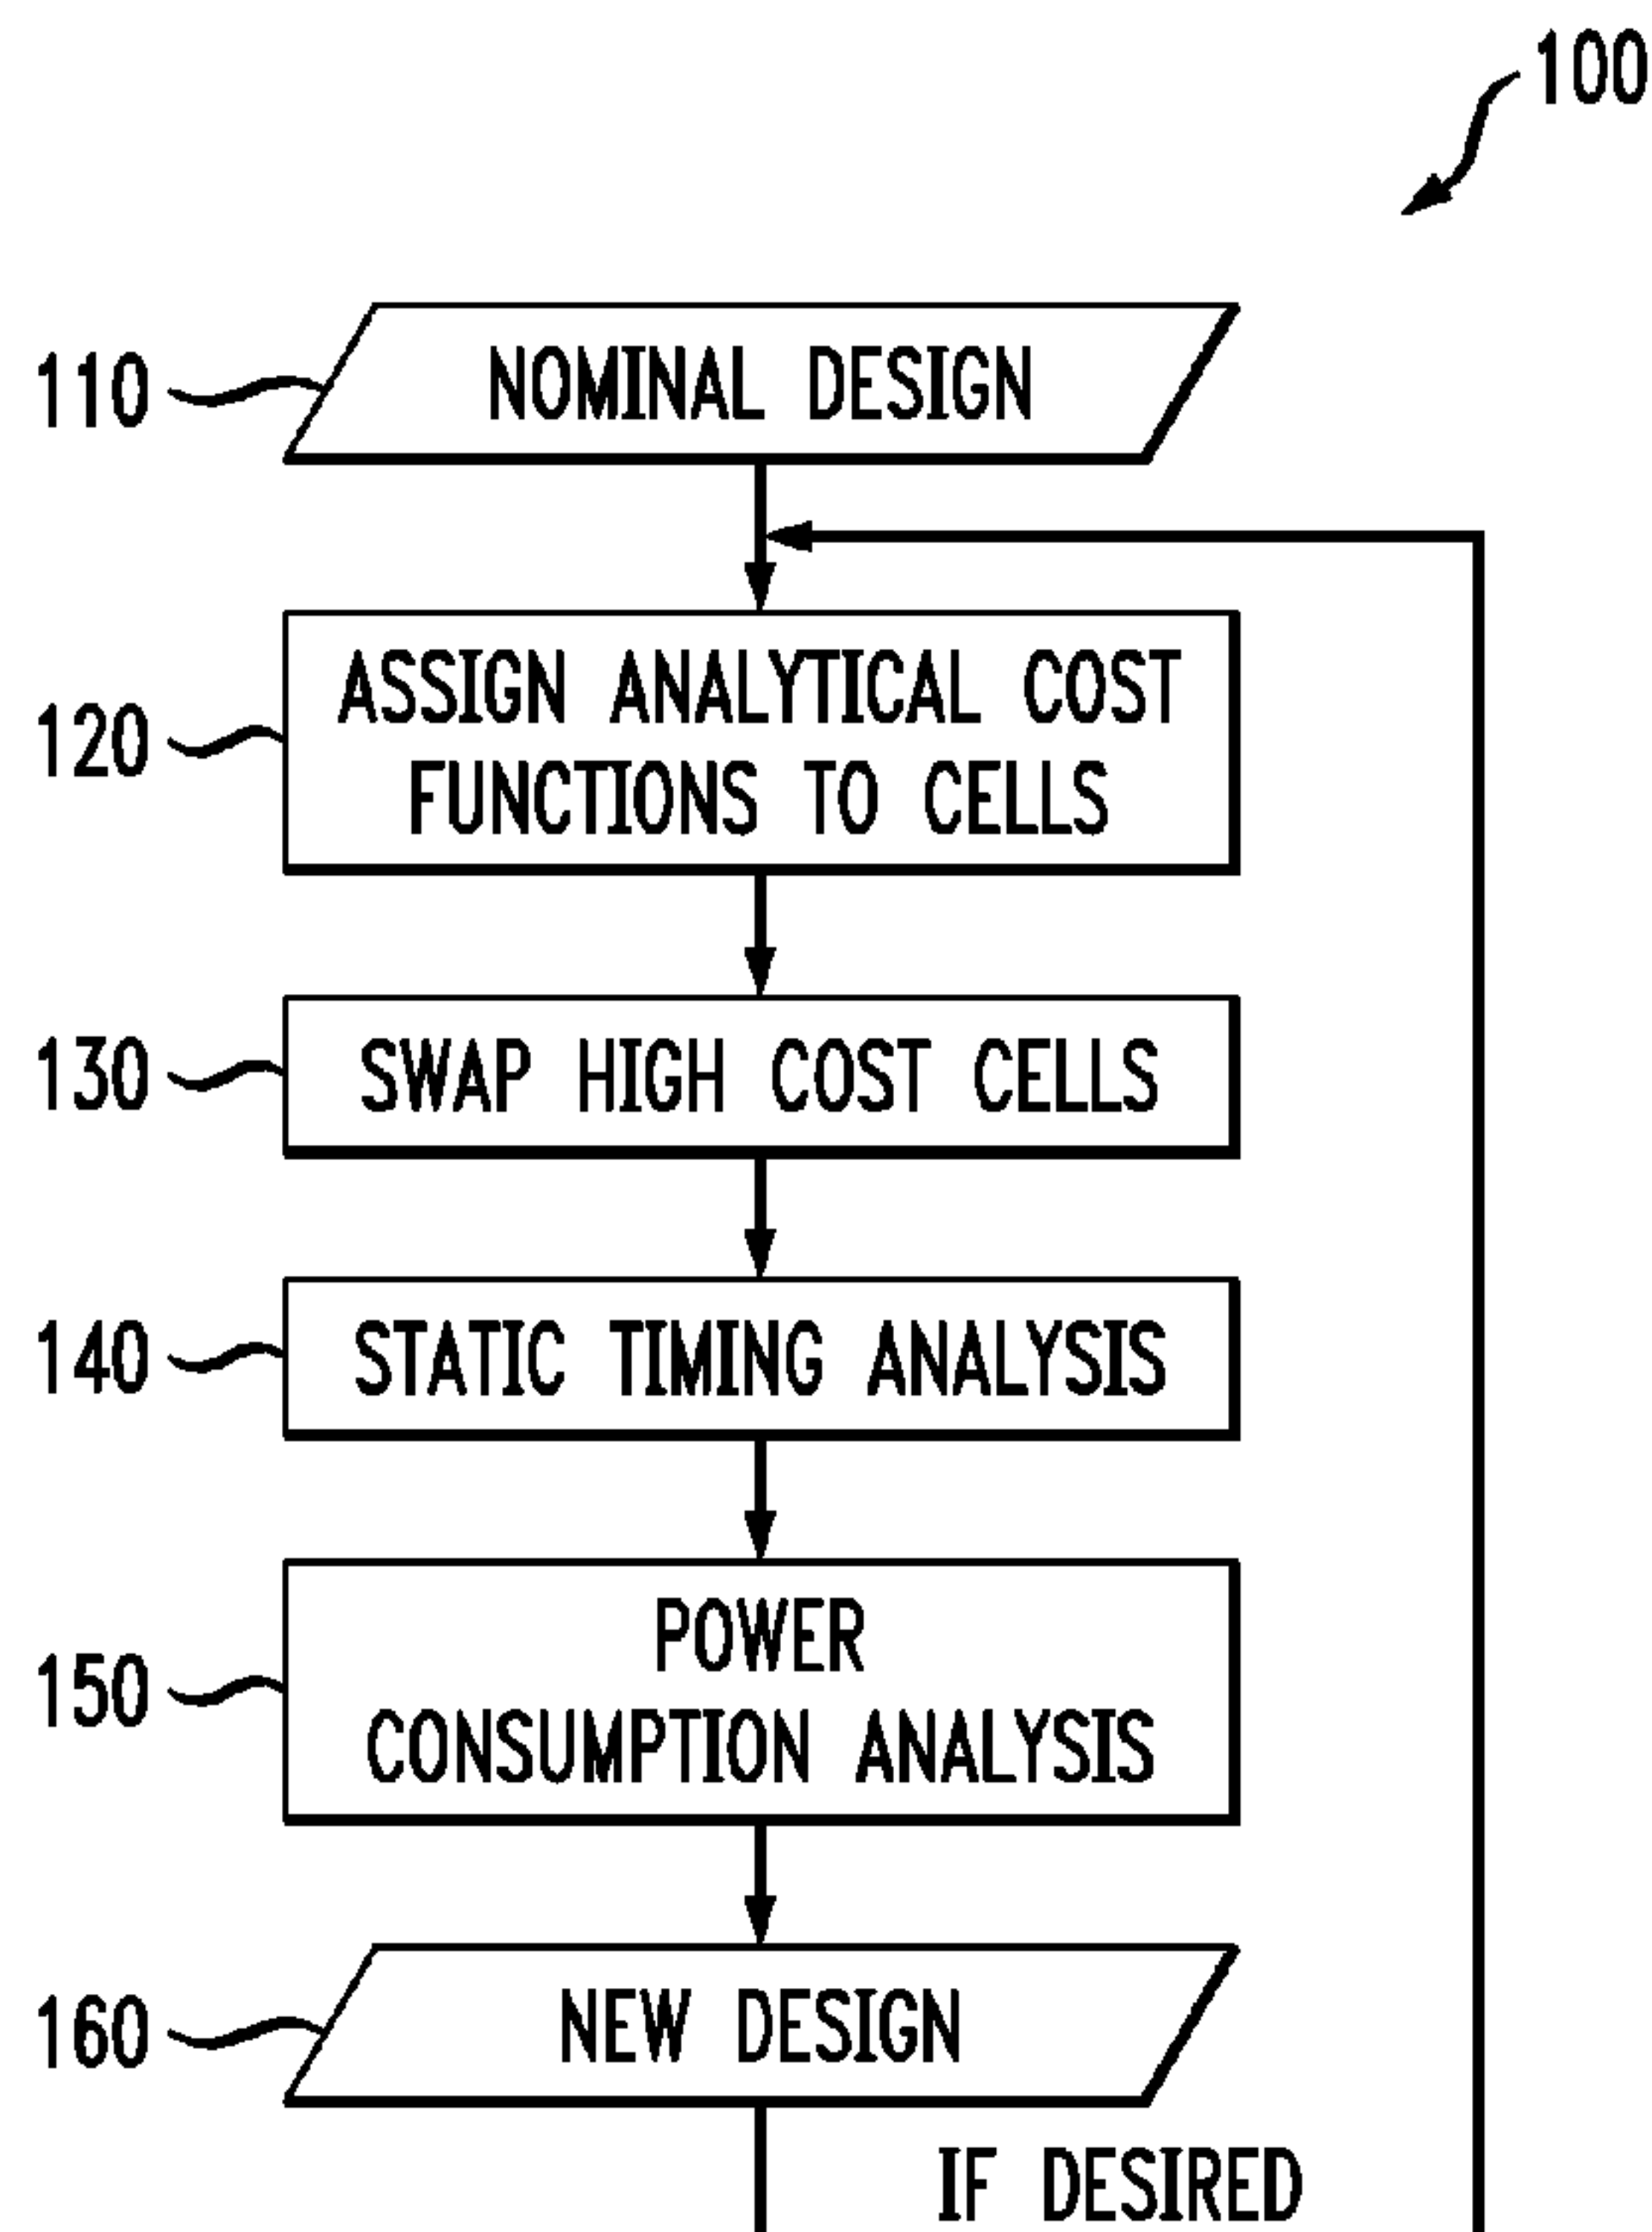 100
110
NOMINAL DESIGN
120
ASSIGN ANALYTICAL COST
FUNCTIONS TO CELLS
130
SWAP HIGH COST CELLS
140
STATIC TIMING ANALYSIS
150
POWER
CONSUMPTION ANALYSIS
160
NEW DESIGN
IF DESIRED